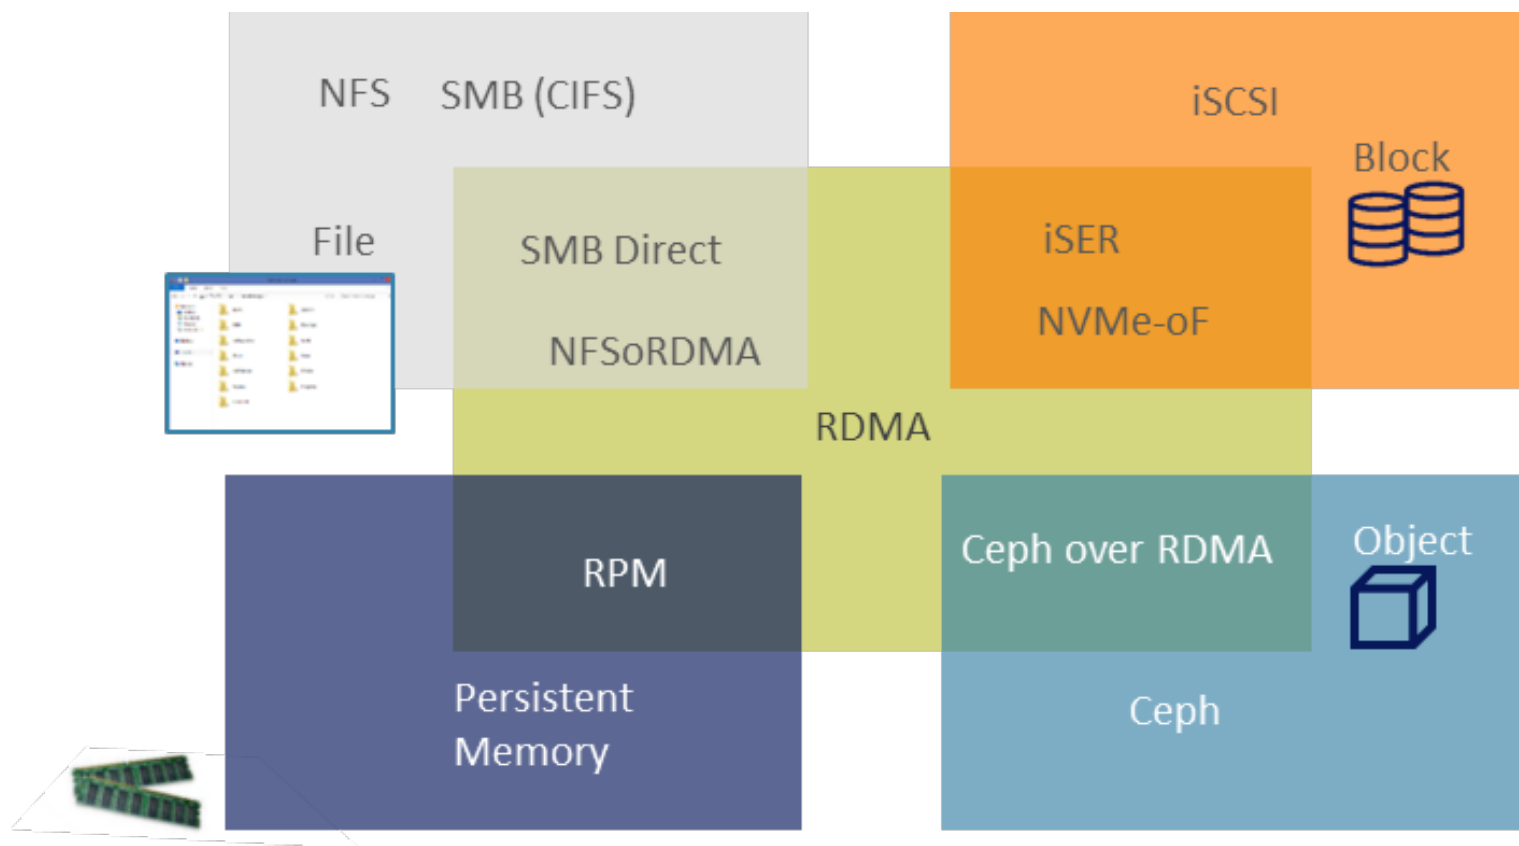 NFS SMB (CIFS)
iSCSI
Block
File
SMB Direct
iSER
NVMe-oF
NFSoRDMA
RDMA
RPM
Ceph over RDMA
Object
Persistent
Memory
Ceph